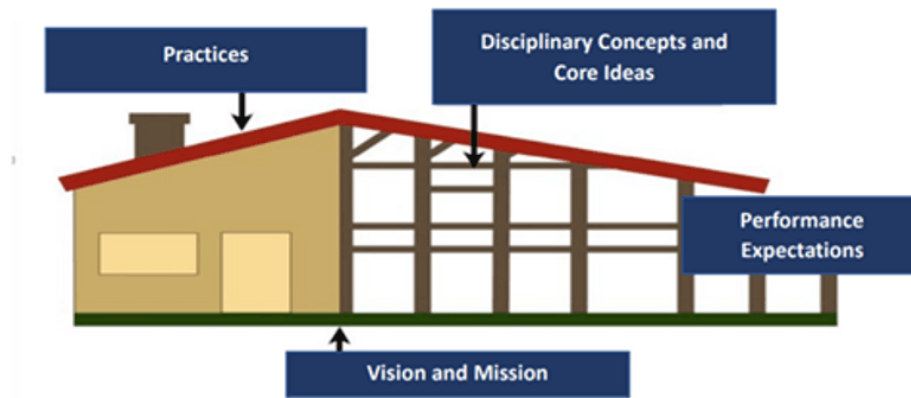 Practices
Disciplinary Concepts and
Core Ideas
Performance
Expectations
Vision and Mission